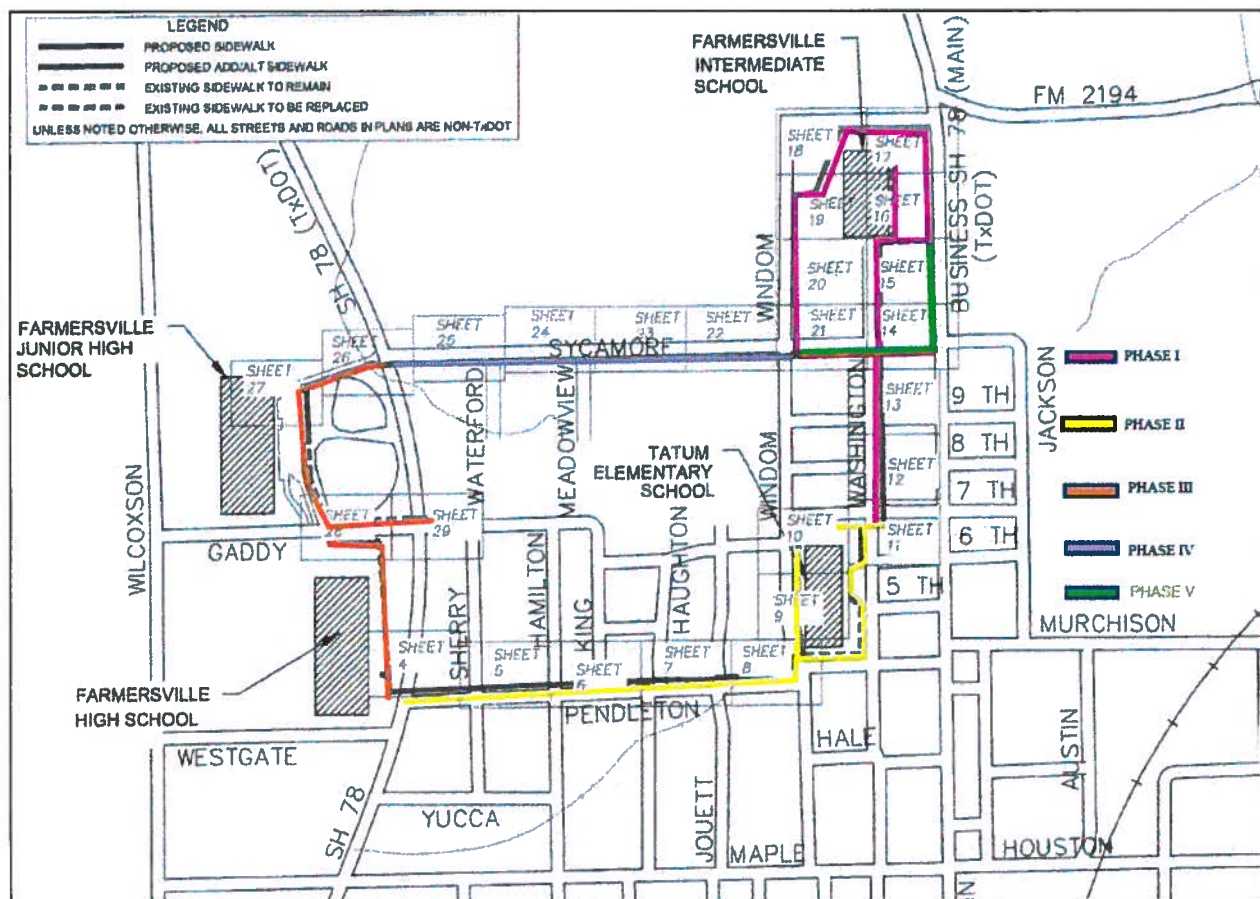 LEGEND
PROPOSED SIDEWALK
PROPOSED ADD/ALT SIDEWALK
EXISTING SIDEWALK TO REMAIN
EXISTING SIDEWALK TO BE REPLACED
UNLESS NOTED OTHERWISE, ALL STREETS AND ROADS IN PLANS ARE NON-TxDOT
FARMERSVILLE
INTERMEDIATE
SCHOOL
(MAIN)
FM 2194
BUSINESS SH 78
(TxDOT)
SH 78 (TxDOT)
SHEET
18
SHEET
17
SHEET
19
SHEET
16
WINDOM
SHEET
20
SHEET
15
SHEET
21
SHEET
14
SHEET
22
SHEET
23
SHEET
24
SHEET
25
SHEET
26
SHEET
27
SYCAMORE
FARMERSVILLE
JUNIOR HIGH
SCHOOL
WATERFORD
MEADOWVIEW
WINDOM
WASHINGTON
SHEET
13
SHEET
12
9 TH
8 TH
7 TH
6 TH
5 TH
JACKSON
PHASE I
PHASE II
PHASE III
PHASE IV
PHASE V
TATUM
ELEMENTARY
SCHOOL
WILCOXSON
SHEET
28
SHEET
29
GADDY
SHEET
10
SHEET
11
SHEET
9
SHERRY
HAMILTON
KING
HAUGHTON
MURCHISON
SHEET
4
SHEET
5
SHEET
6
SHEET
7
SHEET
8
FARMERSVILLE
HIGH SCHOOL
PENDLETON
HALE
WESTGATE
AUSTIN
SH 78
YUCCA
JOUETT
MAPLE
HOUSTON